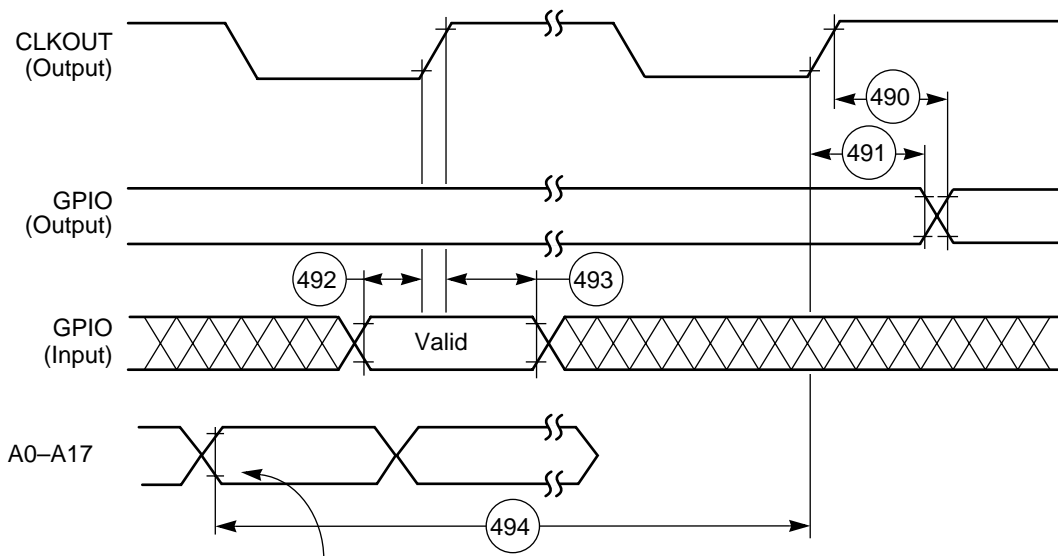 CLKOUT
(Output)
490
491
GPIO
(Output)
492
493
GPIO
(Input)
Valid
A0–A17
494